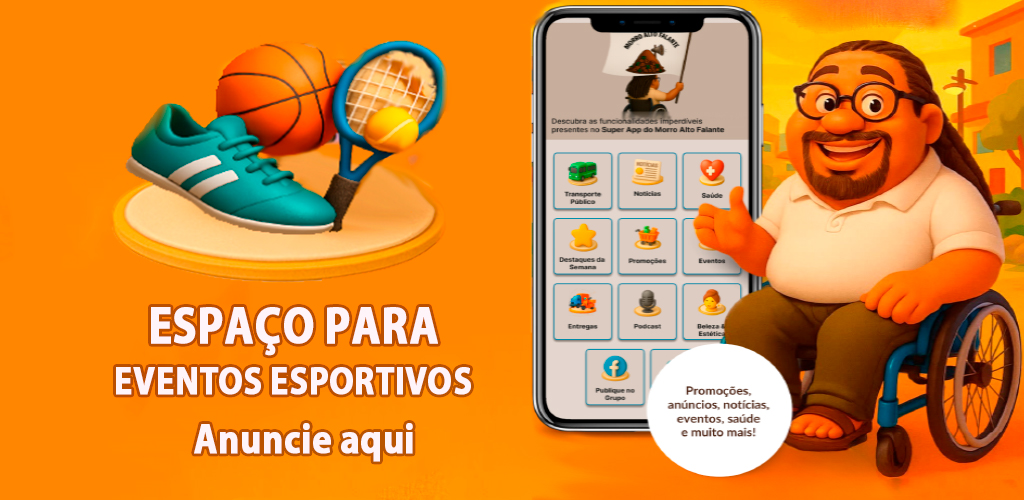 ESPAÇO PARA
EVENTOS ESPORTIVOS
Anuncie aqui
MORRO ALTO FALANTE
Descubra as funcionalidades imperdíveis
presentes no Super App do Morro Alto Falante
Transporte
Público
NOTÍCIAS
Notícias
Saúde
Destaques da
Semana
Promoções
Eventos
Entregas
Podcast
Beleza &
Estética
Publique no
Grupo
Promoções,
anúncios, notícias,
eventos, saúde
e muito mais!